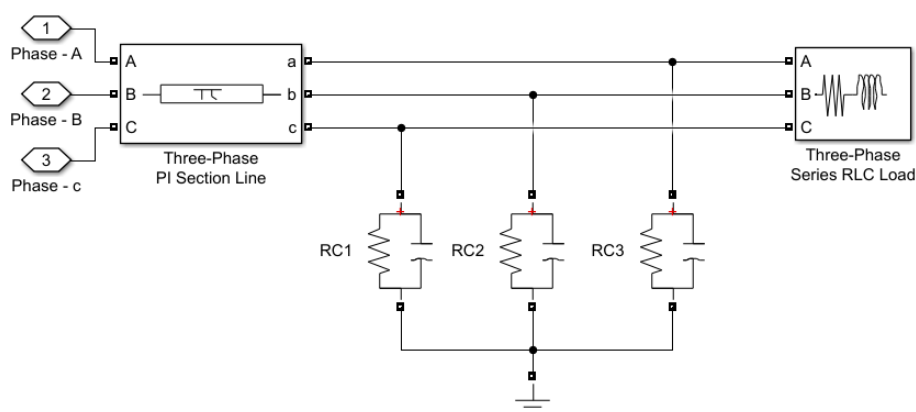 1
Phase - A
2
Phase - B
3
Phase - c
A
B
C
a
b
c
Three-Phase
PI Section Line
A
B
C
Three-Phase
Series RLC Load
RC1
RC2
RC3